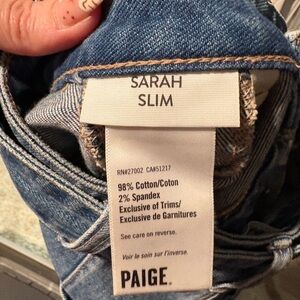 SARAH
SLIM
RN#27002 CA#51217
98% Cotton/Coton
2% Spandex
Exclusive of Trims/
Exclusive de Garnitures
See care on reverse.
Voir le soin sur l'inverse.
PAIGE.